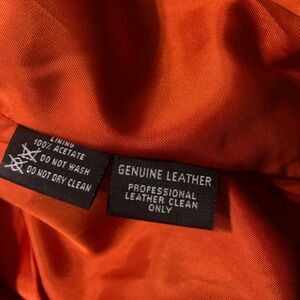 LINING
100% ACETATE
DO NOT WASH
DO NOT DRY CLEAN
GENUINE LEATHER
PROFESSIONAL
LEATHER CLEAN
ONLY